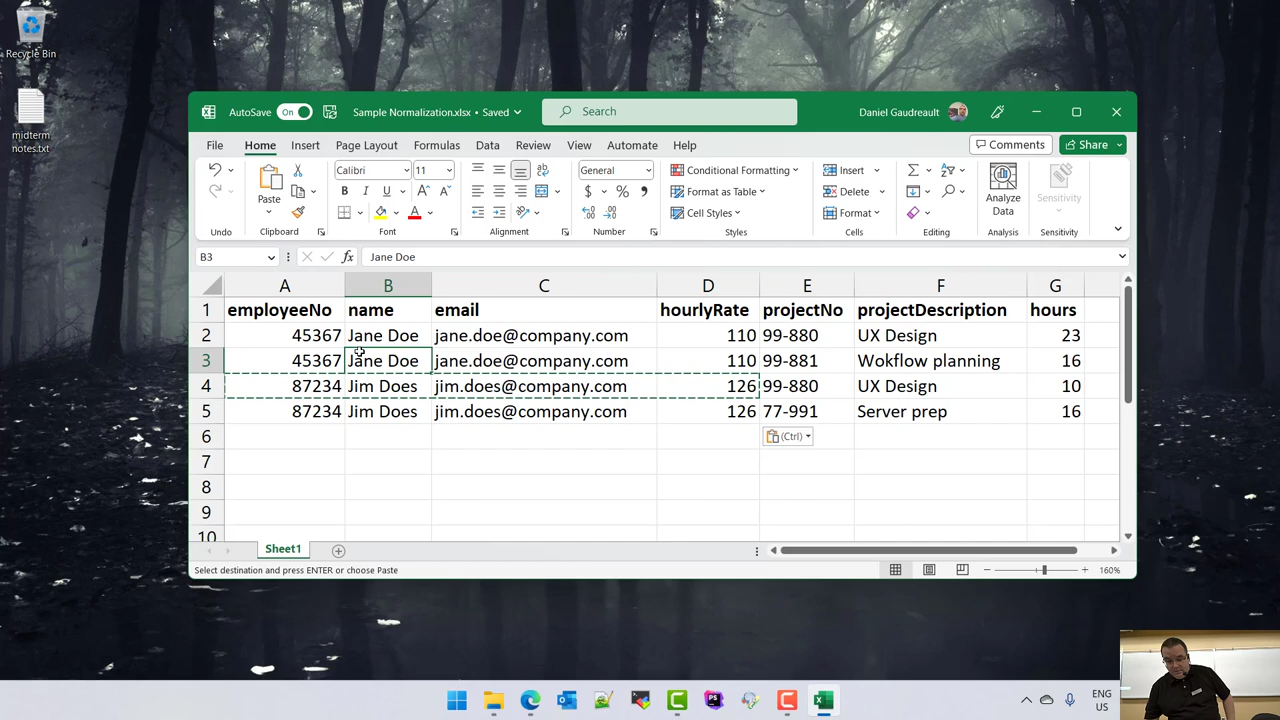 Recycle Bin
midterm
notes.txt
AutoSave On Sample Normalization.xlsx • Saved Search Daniel Gaudreault
File Home Insert Page Layout Formulas Data Review View Automate Help Comments Share
Paste
Calibri 11
B I U A A
A
General
$ % ,
Conditional Formatting
Format as Table
Cell Styles
Insert
Delete
Format
Analyze
Data
Sensitivity
Undo Clipboard Font Alignment Number Styles Cells Editing Analysis Sensitivity
B3 fx Jane Doe
A B C D E F G
1 employeeNo name email hourlyRate projectNo projectDescription hours
2 45367 Jane Doe jane.doe@company.com 110 99-880 UX Design 23
3 45367 Jane Doe jane.doe@company.com 110 99-881 Wokflow planning 16
4 87234 Jim Does jim.does@company.com 126 99-880 UX Design 10
5 87234 Jim Does jim.does@company.com 126 77-991 Server prep 16
6 (Ctrl)
7
8
9
10
Sheet1
Select destination and press ENTER or choose Paste 160%
PS
ENG
US